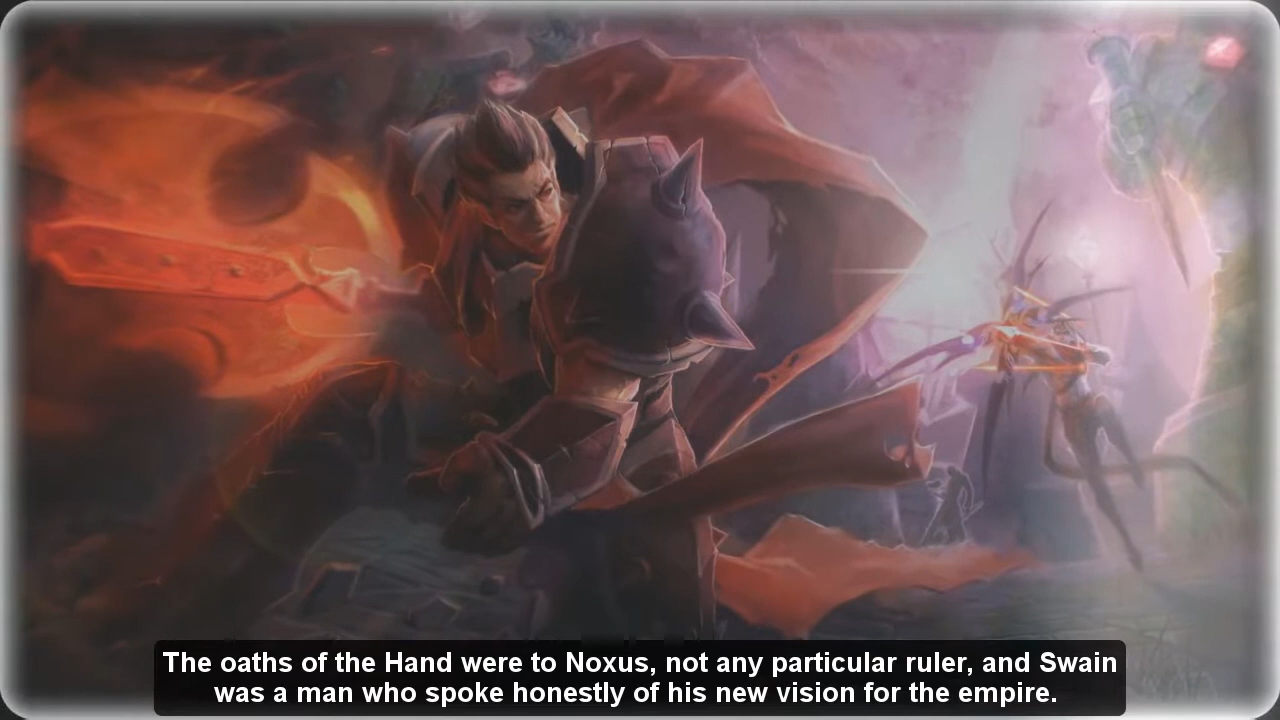 The oaths of the Hand were to Noxus, not any particular ruler, and Swain
was a man who spoke honestly of his new vision for the empire.